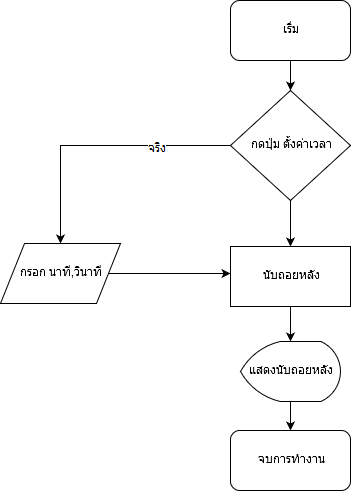 เริ่ม
กดปุ่ม ตั้งค่าเวลา
จริง
กรอก นาที,วินาที
นับถอยหลัง
แสดงนับถอยหลัง
จบการทำงาน